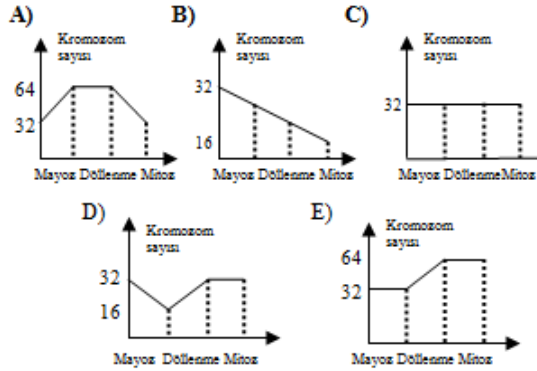 A)
Kromozom
sayısı
64
32
Mayoz Döllenme Mitoz
B)
Kromozom
sayısı
32
16
Mayoz Döllenme Mitoz
C)
Kromozom
sayısı
32
Mayoz DöllenmeMitoz
D)
Kromozom
sayısı
32
16
Mayoz Döllenme Mitoz
E)
Kromozom
sayısı
64
32
Mayoz Döllenme Mitoz